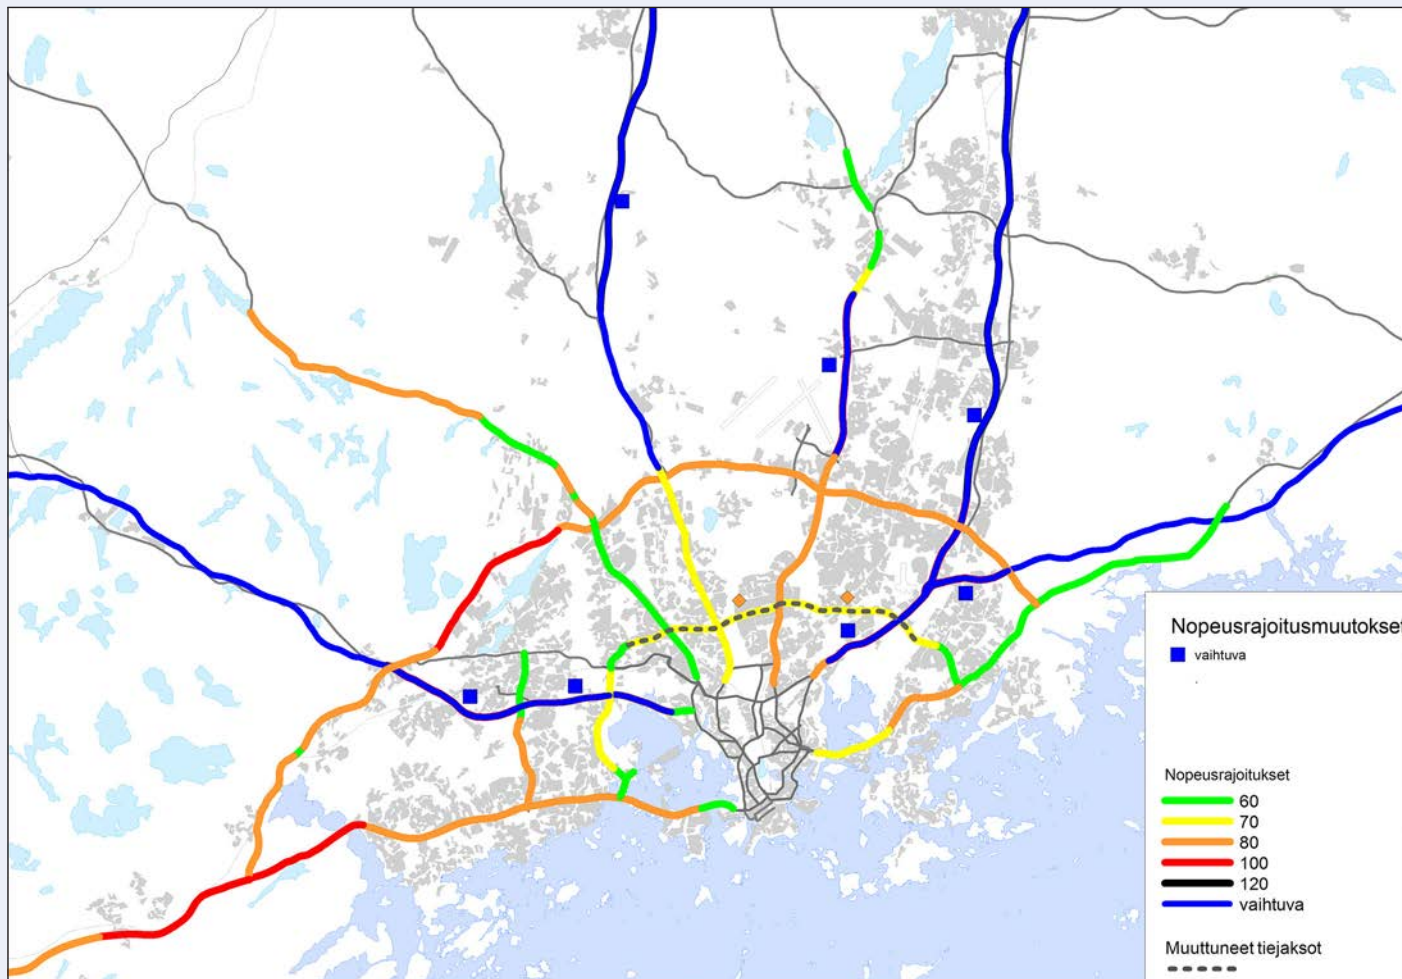 Nopeusrajoitusmuutokset
vaihtuva
Nopeusrajoitukset
60
70
80
100
120
vaihtuva
Muuttuneet tiejaksot